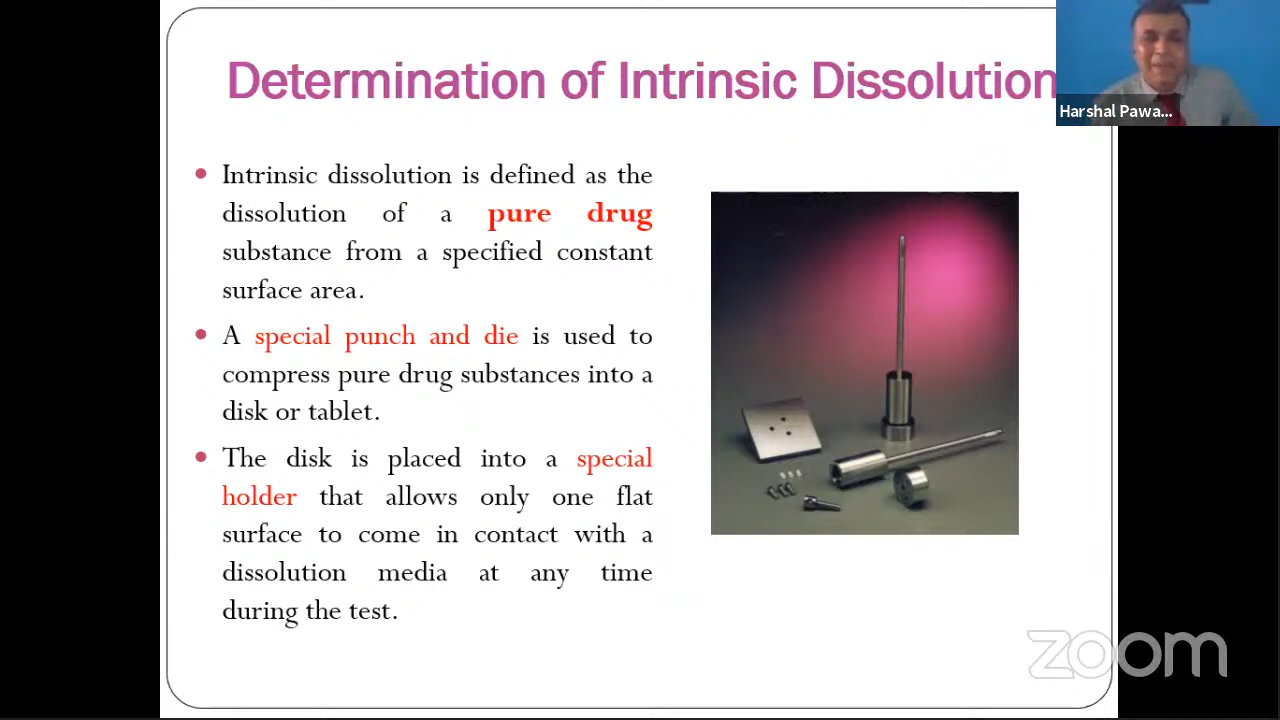 Determination of Intrinsic Dissolution
Harshal Pawa...
• Intrinsic dissolution is defined as the
dissolution of a pure drug
substance from a specified constant
surface area.
• A special punch and die is used to
compress pure drug substances into a
disk or tablet.
• The disk is placed into a special
holder that allows only one flat
surface to come in contact with a
dissolution media at any time
during the test.
zoom